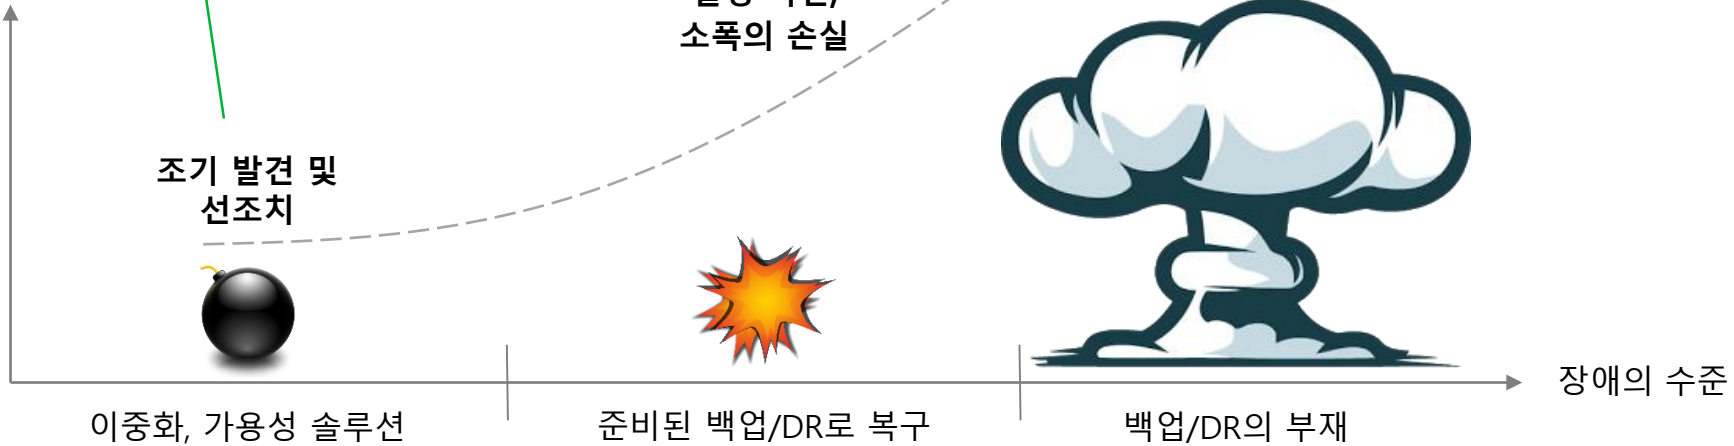 소폭의 손실
조기 발견 및
선조치
장애의 수준
이중화, 가용성 솔루션
준비된 백업/DR로 복구
백업/DR의 부재